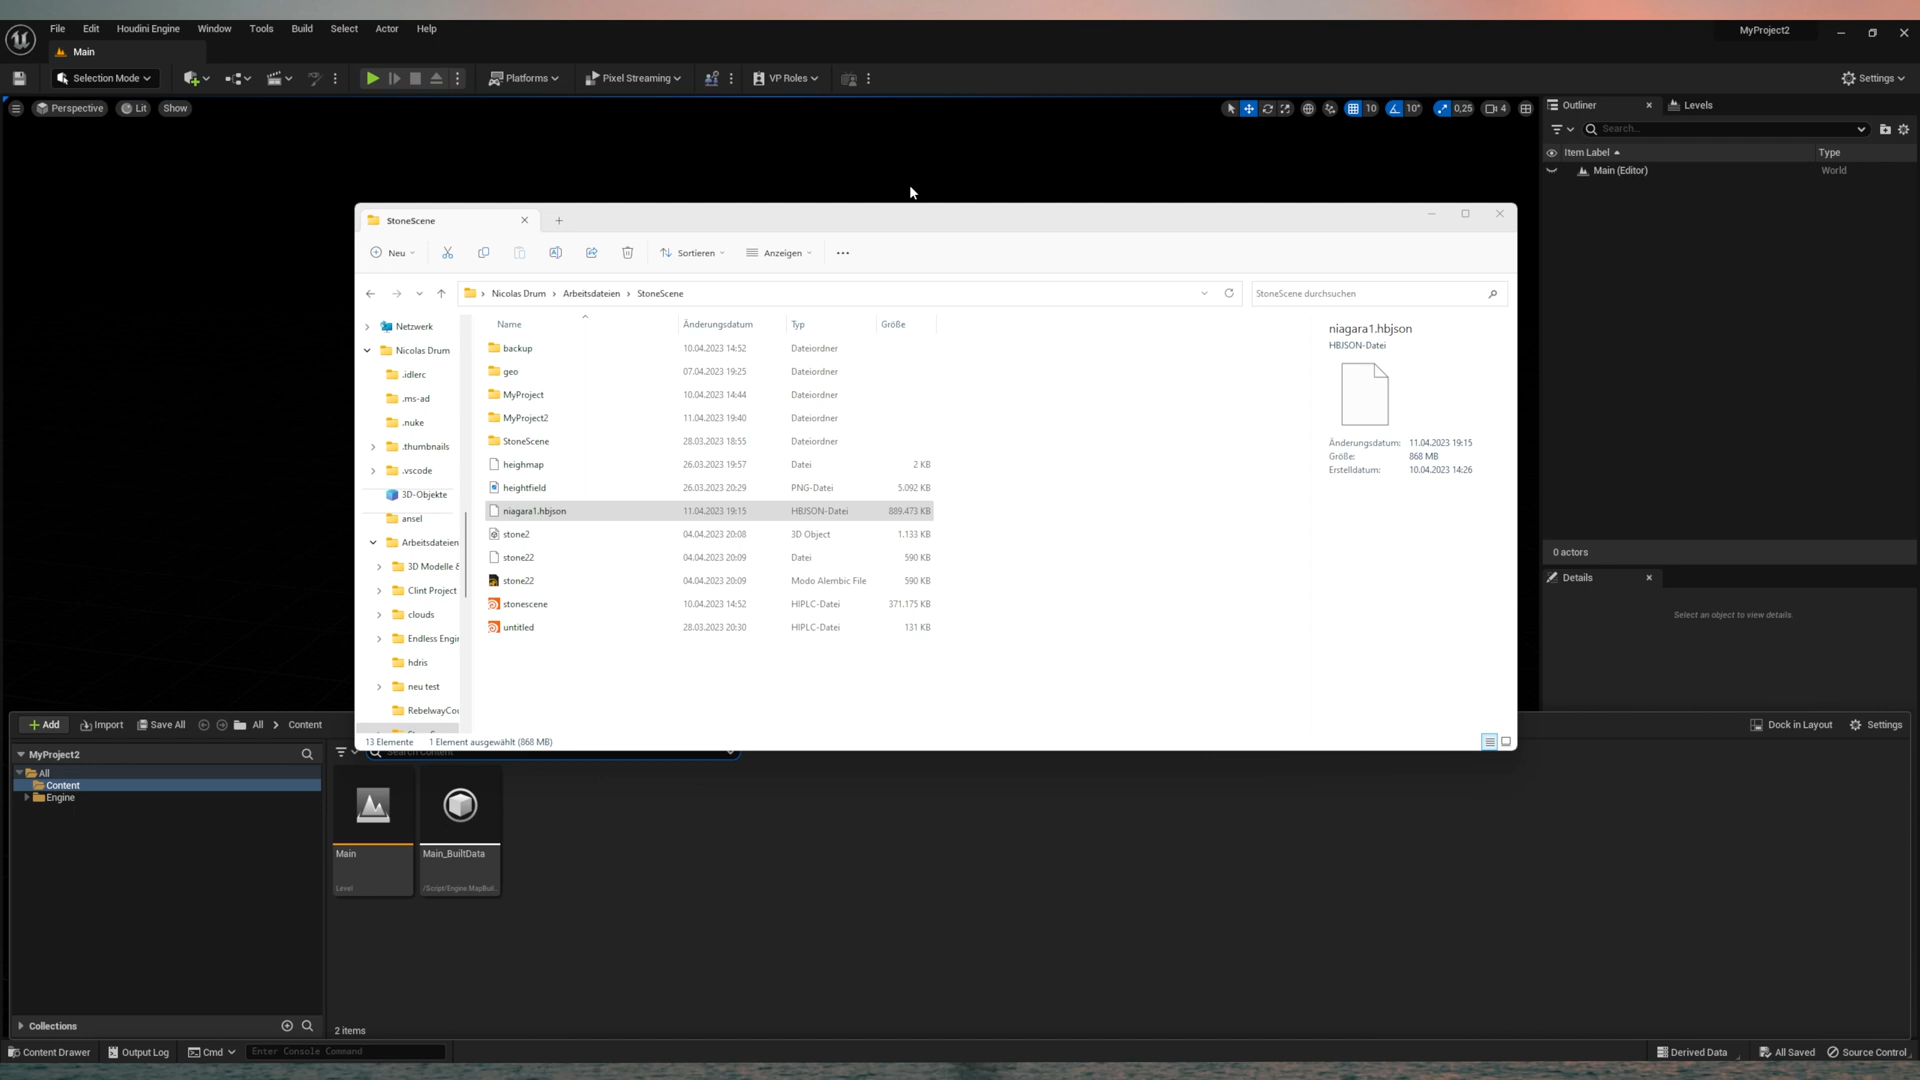 File Edit Houdini Engine Window Tools Build Select Actor Help MyProject2
Main
Selection Mode Platforms Pixel Streaming VP Roles Settings
Perspective Lit Show 10 10° 0,25 4
Outliner Levels
Search...
Item Label Type
Main (Editor) World
0 actors
Details
Select an object to view details.
StoneScene
Neu Sortieren Anzeigen
Nicolas Drum > Arbeitsdateien > StoneScene StoneScene durchsuchen
Netzwerk
Nicolas Drum
.idlerc
.ms-ad
.nuke
.thumbnails
.vscode
3D-Objekte
ansel
Arbeitsdateien
3D Modelle &
Clint Project
clouds
Endless Engin
hdris
neu test
RebelwayCou
Name Änderungsdatum Typ Größe
backup 10.04.2023 14:52 Dateiordner
geo 07.04.2023 19:25 Dateiordner
MyProject 10.04.2023 14:44 Dateiordner
MyProject2 11.04.2023 19:40 Dateiordner
StoneScene 28.03.2023 18:55 Dateiordner
heighmap 26.03.2023 19:57 Datei 2 KB
heightfield 26.03.2023 20:29 PNG-Datei 5.092 KB
niagara1.hbjson 11.04.2023 19:15 HBJSON-Datei 889.473 KB
stone2 04.04.2023 20:08 3D Object 1.133 KB
stone22 04.04.2023 20:09 Datei 590 KB
stone22 04.04.2023 20:09 Modo Alembic File 590 KB
stonescene 10.04.2023 14:52 HIPLC-Datei 371.175 KB
untitled 28.03.2023 20:30 HIPLC-Datei 131 KB
niagara1.hbjson
HBJSON-Datei
Änderungsdatum: 11.04.2023 19:15
Größe: 868 MB
Erstelldatum: 10.04.2023 14:26
13 Elemente 1 Element ausgewählt (868 MB)
Add Import Save All All > Content Dock in Layout Settings
MyProject2
All
Content
Engine
Search Content
Main
Level
Main_BuiltData
/Script/Engine.MapBuil..
Collections
2 items
Content Drawer Output Log Cmd Enter Console Command Derived Data All Saved Source Control